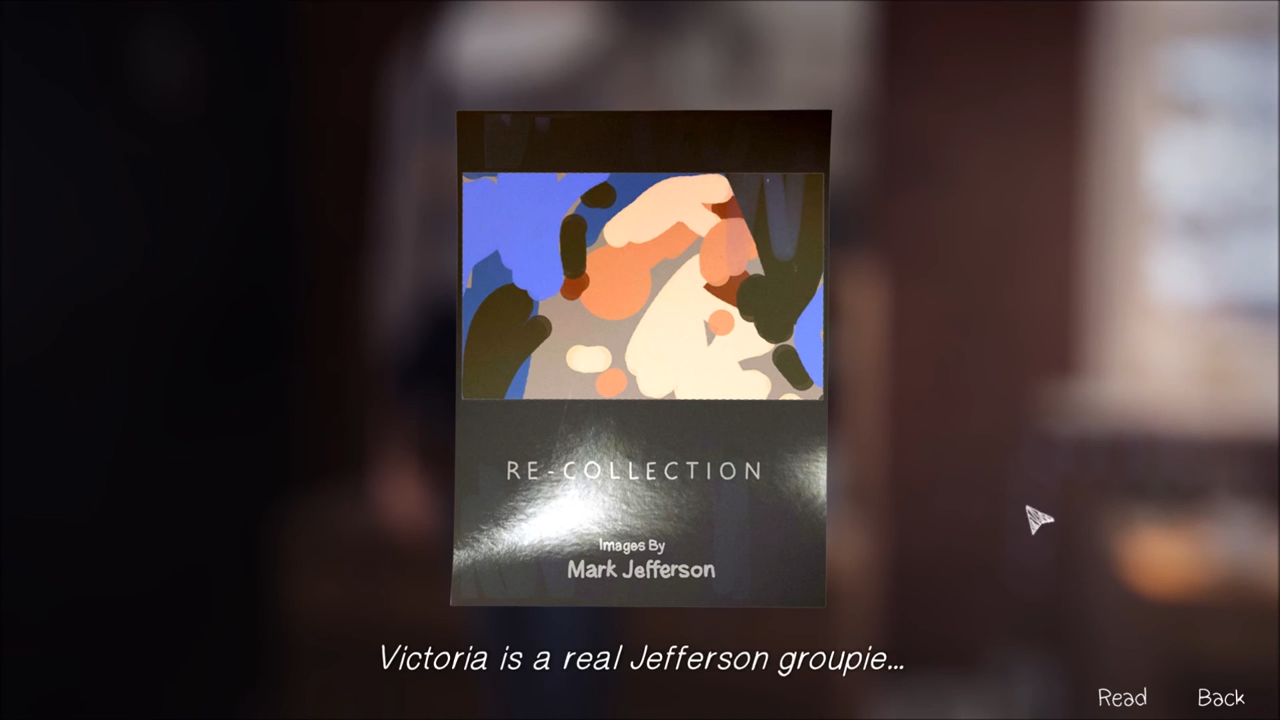 RE-COLLECTION
Images By
Mark Jefferson
Victoria is a real Jefferson groupie...
Read
Back